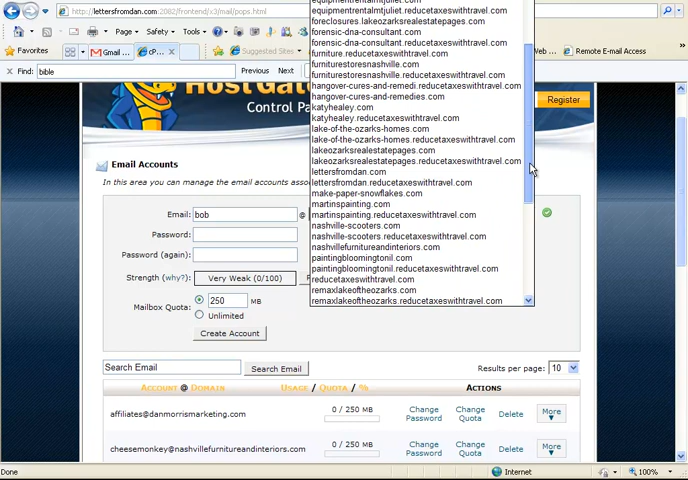 http://lettersfromdan.com:2082/frontend/x3/mail/pops.html
Favorites
Gmail ...
cP...
Suggested Sites
Web ...
Remote E-mail Access
Find: bible
Previous
Next
equipmentrentalmtjuliet.reducetaxeswithtravel.com
foreclosures.lakeozarksrealestatepages.com
forensic-dna-consultant.com
forensic-dna-consultant.reducetaxeswithtravel.com
furniture.reducetaxeswithtravel.com
furniturestoresnashville.com
furniturestoresnashville.reducetaxeswithtravel.com
hangover-cures-and-remedi.reducetaxeswithtravel.com
hangover-cures-and-remedies.com
katyhealey.com
katyhealey.reducetaxeswithtravel.com
lake-of-the-ozarks-homes.com
lake-of-the-ozarks-homes.reducetaxeswithtravel.com
lakeozarksrealestatepages.com
lakeozarksrealestatepages.reducetaxeswithtravel.com
lettersfromdan.com
lettersfromdan.reducetaxeswithtravel.com
make-paper-snowflakes.com
martinspainting.com
martinspainting.reducetaxeswithtravel.com
nashville-scooters.com
nashville-scooters.reducetaxeswithtravel.com
nashvillefurnitureandinteriors.com
paintingbloomingtonil.com
paintingbloomingtonil.reducetaxeswithtravel.com
reducetaxeswithtravel.com
remaxlakeoftheozarks.com
remaxlakeoftheozarks.reducetaxeswithtravel.com
Host Gat
Control Pa
Register
Email Accounts
In this area you can manage the email accounts asso
Email: bob @
Password:
Password (again):
Strength (why?): Very Weak (0/100)
Mailbox Quota: 250 MB
Unlimited
Create Account
Search Email
Search Email
Results per page: 10
Account @ Domain
Usage / Quota / %
Actions
affiliates@danmorrismarketing.com
0 / 250 MB
Change Password
Change Quota
Delete
More
cheesemonkey@nashvillefurnitureandinteriors.com
0 / 250 MB
Change Password
Change Quota
Delete
More
Done
Internet
100%